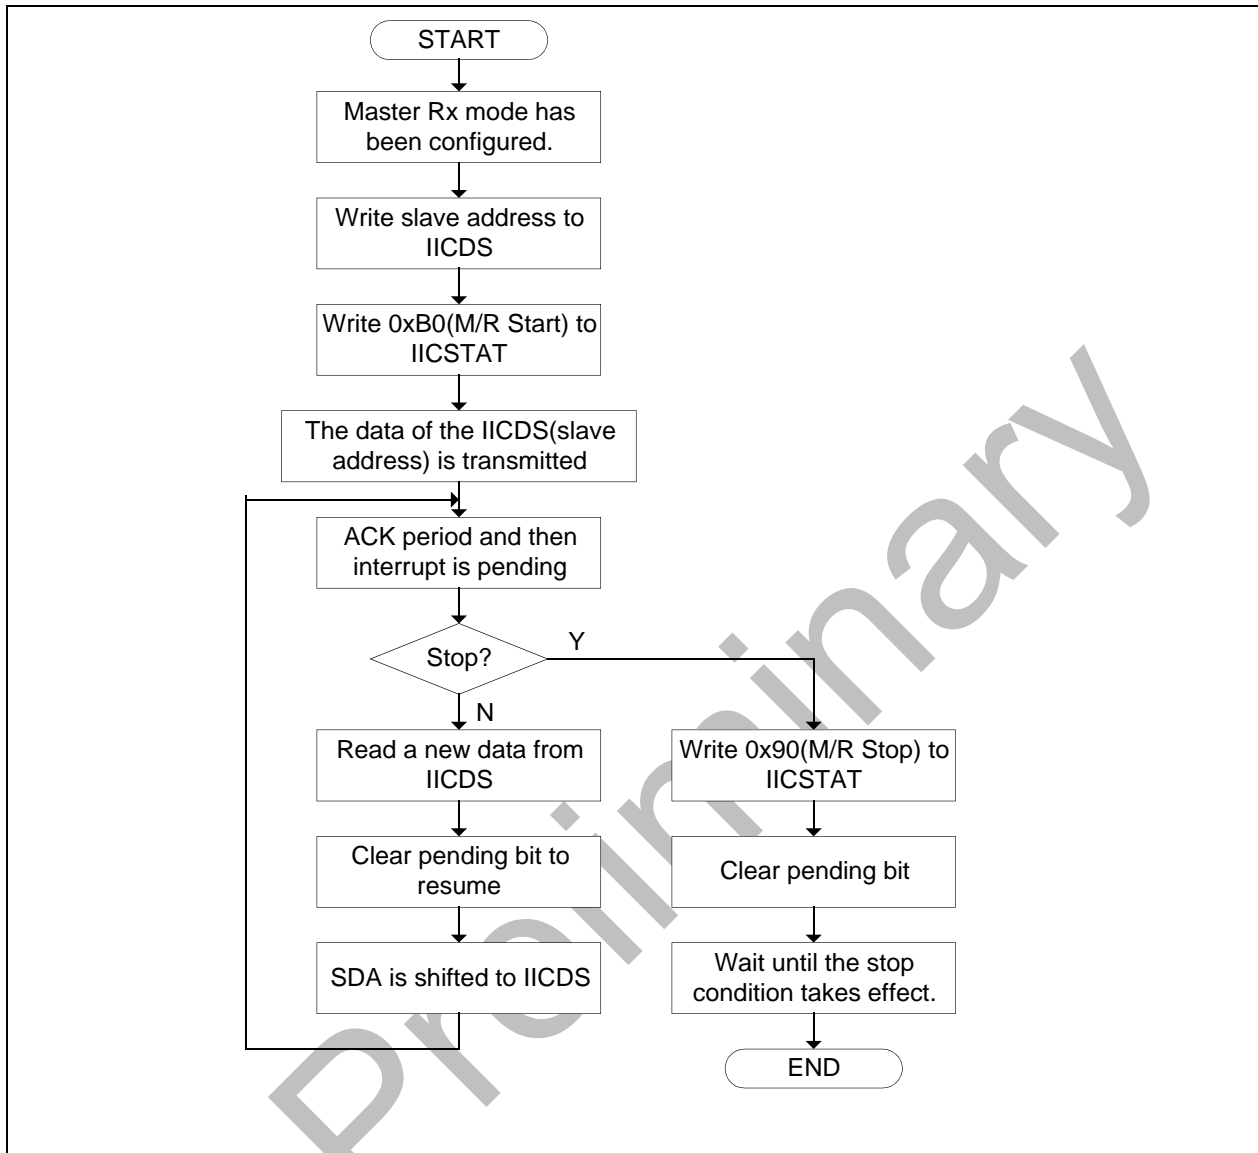 START
Master Rx mode has
been configured.
Write slave address to
IICDS
Write 0xB0(M/R Start) to
IICSTAT
The data of the IICDS(slave
address) is transmitted
ACK period and then
interrupt is pending
Stop?
Y
N
Read a new data from
IICDS
Clear pending bit to
resume
SDA is shifted to IICDS
Write 0x90(M/R Stop) to
IICSTAT
Clear pending bit
Wait until the stop
condition takes effect.
END
Preiminary